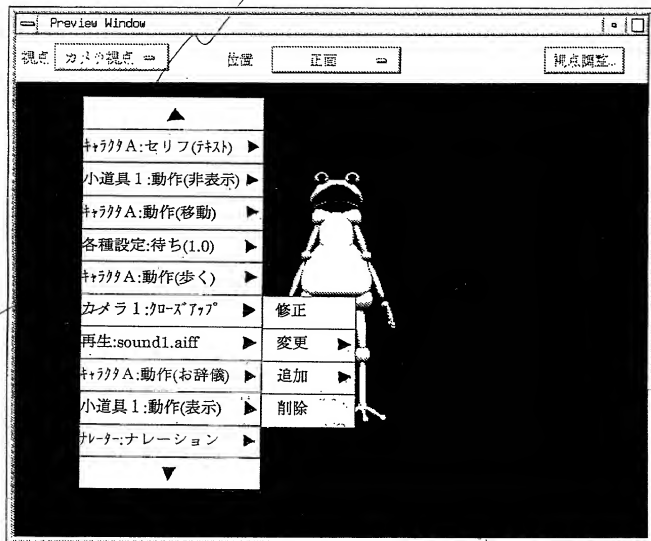 Preview Window
視点 カメラ視点 位置 正面 視点調整...
キャラクタA:セリフ(テキスト)
小道具1:動作(非表示)
キャラクタA:動作(移動)
各種設定:待ち(1.0)
キャラクタA:動作(歩く)
カメラ1:クローズアップ 修正
再生:sound1.aiff 変更
キャラクタA:動作(お辞儀) 追加
小道具1:動作(表示) 削除
ナレーター:ナレーション